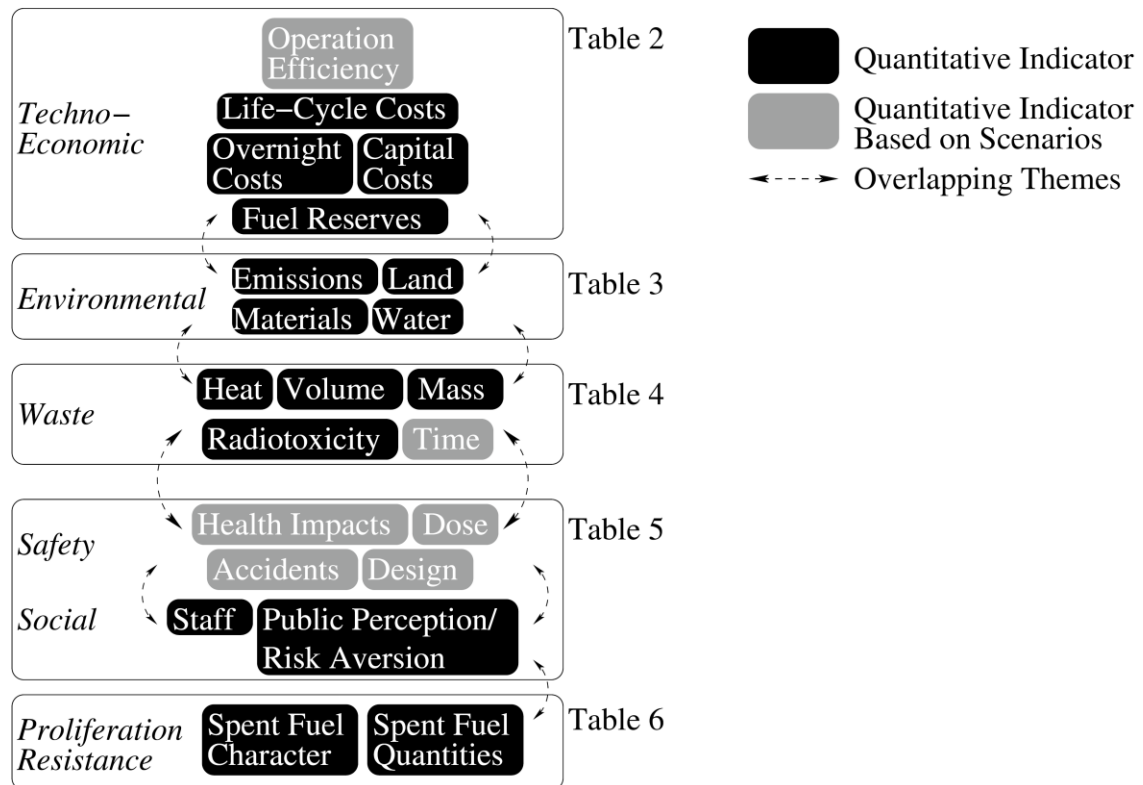 Operation
Efficiency
Table 2
Techno-
Economic
Life-Cycle Costs
Overnight
Costs
Capital
Costs
Fuel Reserves
Quantitative Indicator
Quantitative Indicator
Based on Scenarios
Overlapping Themes
Environmental
Emissions
Land
Materials
Water
Table 3
Waste
Heat
Volume
Mass
Radiotoxicity
Time
Table 4
Safety
Health Impacts
Dose
Accidents
Design
Table 5
Social
Staff
Public Perception/
Risk Aversion
Proliferation
Resistance
Spent Fuel
Character
Spent Fuel
Quantities
Table 6